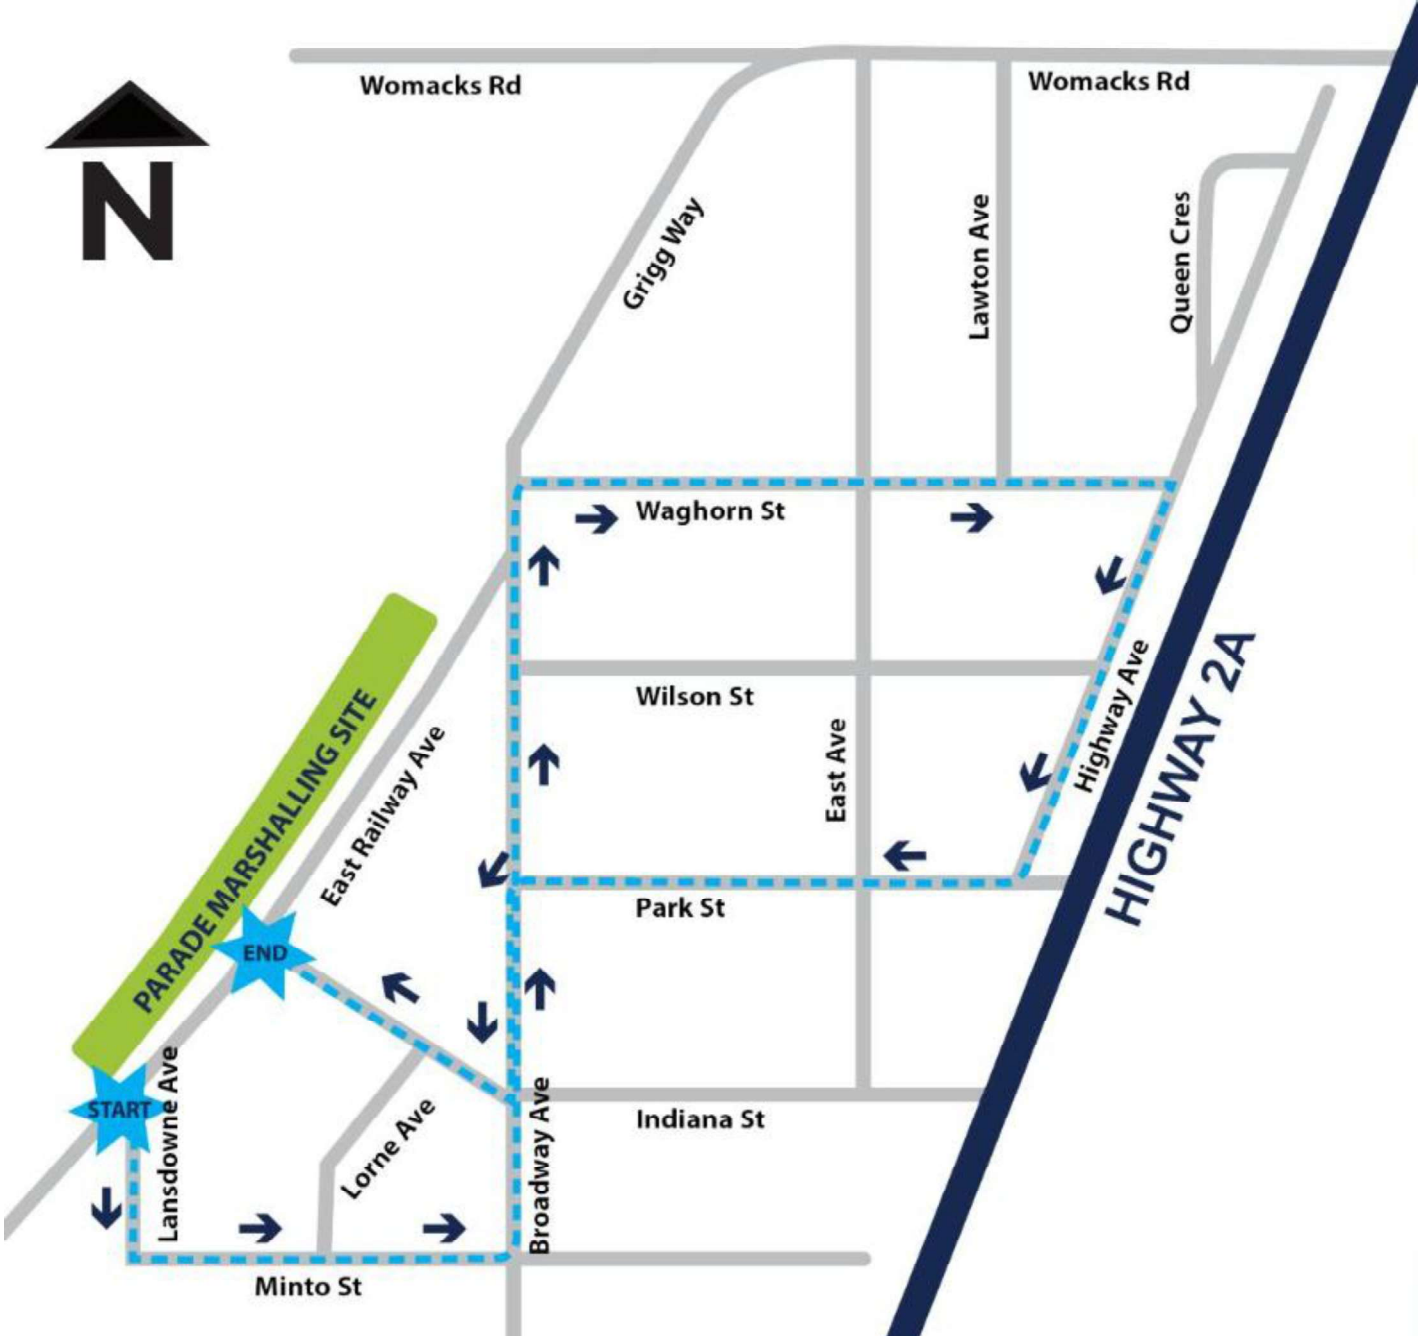 Womacks Rd
Womacks Rd
N
Grigg Way
Lawton Ave
Queen Cres
Waghorn St
Wilson St
Highway Ave
HIGHWAY 2A
PARADE MARSHALLING SITE
East Railway Ave
East Ave
Park St
END
START
Lansdowne Ave
Lorne Ave
Broadway Ave
Indiana St
Minto St